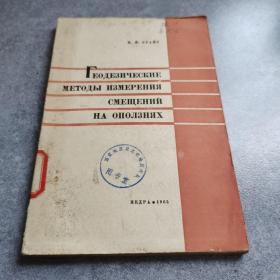 ГЕОДЕЗИЧЕСКИЕ
МЕТОДЫ ИЗМЕРЕНИЯ
СМЕЩЕНИЙ
НА ОПОЛЗНЯХ
НЕДРА • 1965